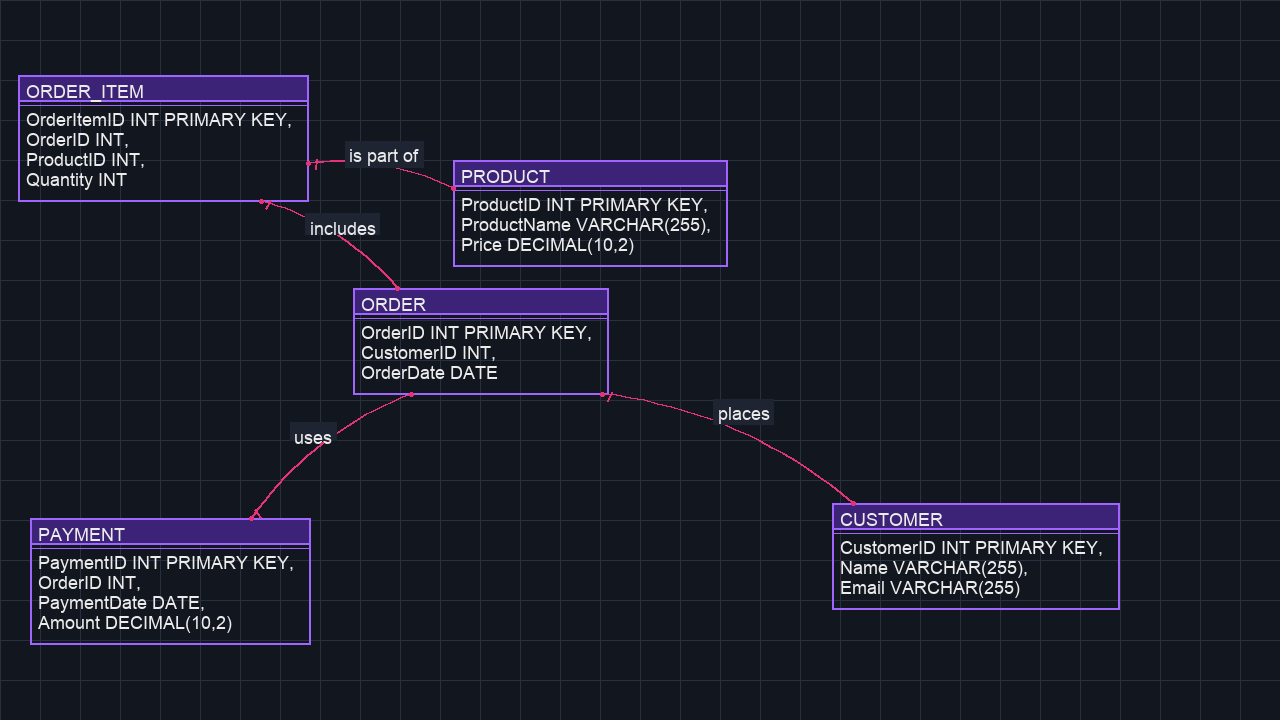 ORDER_ITEM
OrderItemID INT PRIMARY KEY,
OrderID INT,
ProductID INT,
Quantity INT
is part of
PRODUCT
ProductID INT PRIMARY KEY,
ProductName VARCHAR(255),
Price DECIMAL(10,2)
includes
ORDER
OrderID INT PRIMARY KEY,
CustomerID INT,
OrderDate DATE
places
uses
PAYMENT
PaymentID INT PRIMARY KEY,
OrderID INT,
PaymentDate DATE,
Amount DECIMAL(10,2)
CUSTOMER
CustomerID INT PRIMARY KEY,
Name VARCHAR(255),
Email VARCHAR(255)